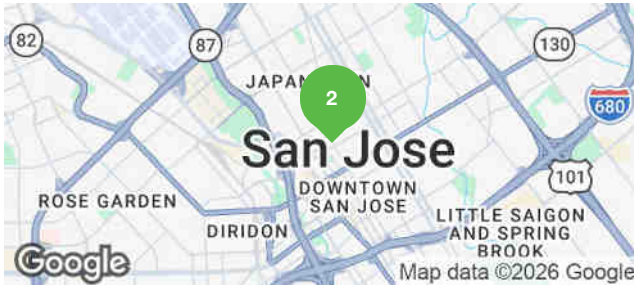 82
87
130
JAPAN
2
680
San Jose
101
ROSE GARDEN
DOWNTOWN
SAN JOSE
DIRIDON
LITTLE SAIGON
AND SPRING
BROOK
Google
Map data ©2026 Google